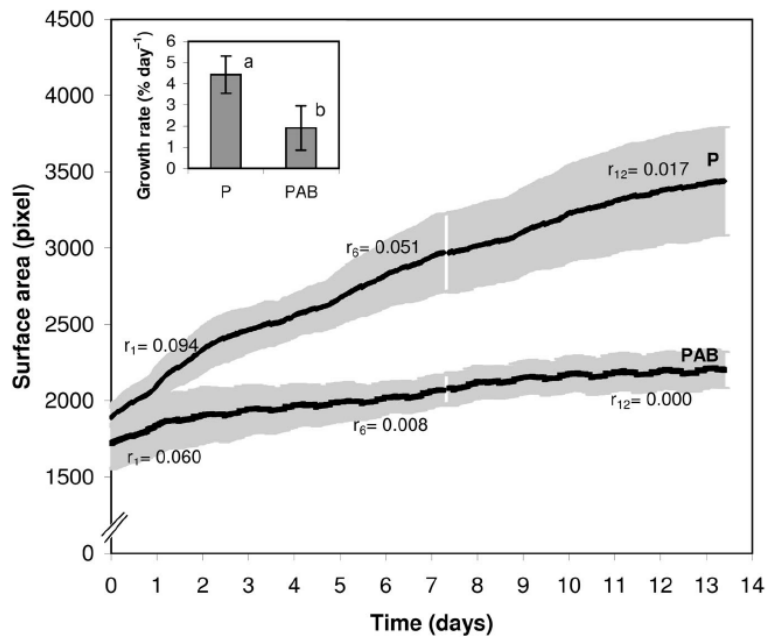 4500
4000
3500
3000
2500
2000
1500
0
Surface area (pixel)
6
5
4
3
2
1
0
Growth rate (% day⁻¹)
a
b
P
PAB
P
r₁₂= 0.017
r₆= 0.051
r₁= 0.094
PAB
r₁₂= 0.000
r₆= 0.008
r₁= 0.060
0 1 2 3 4 5 6 7 8 9 10 11 12 13 14
Time (days)